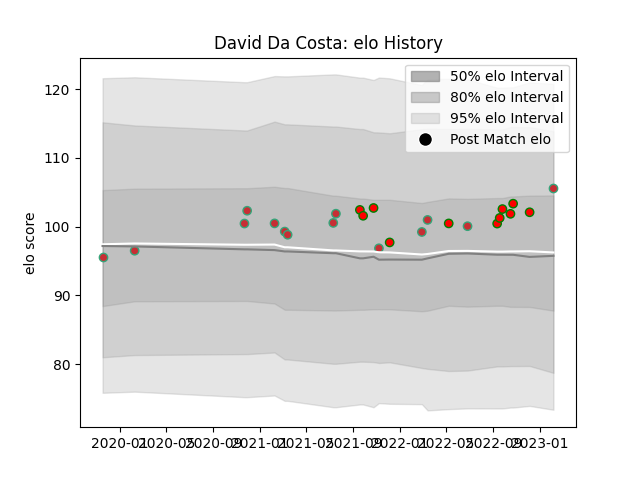 David Da Costa: elo History
50% elo Interval
80% elo Interval
95% elo Interval
Post Match elo
elo score
120
110
100
90
80
2020-01 2020-05 2020-09 2021-01 2021-05 2021-09 2022-01 2022-05 2022-09 2023-01